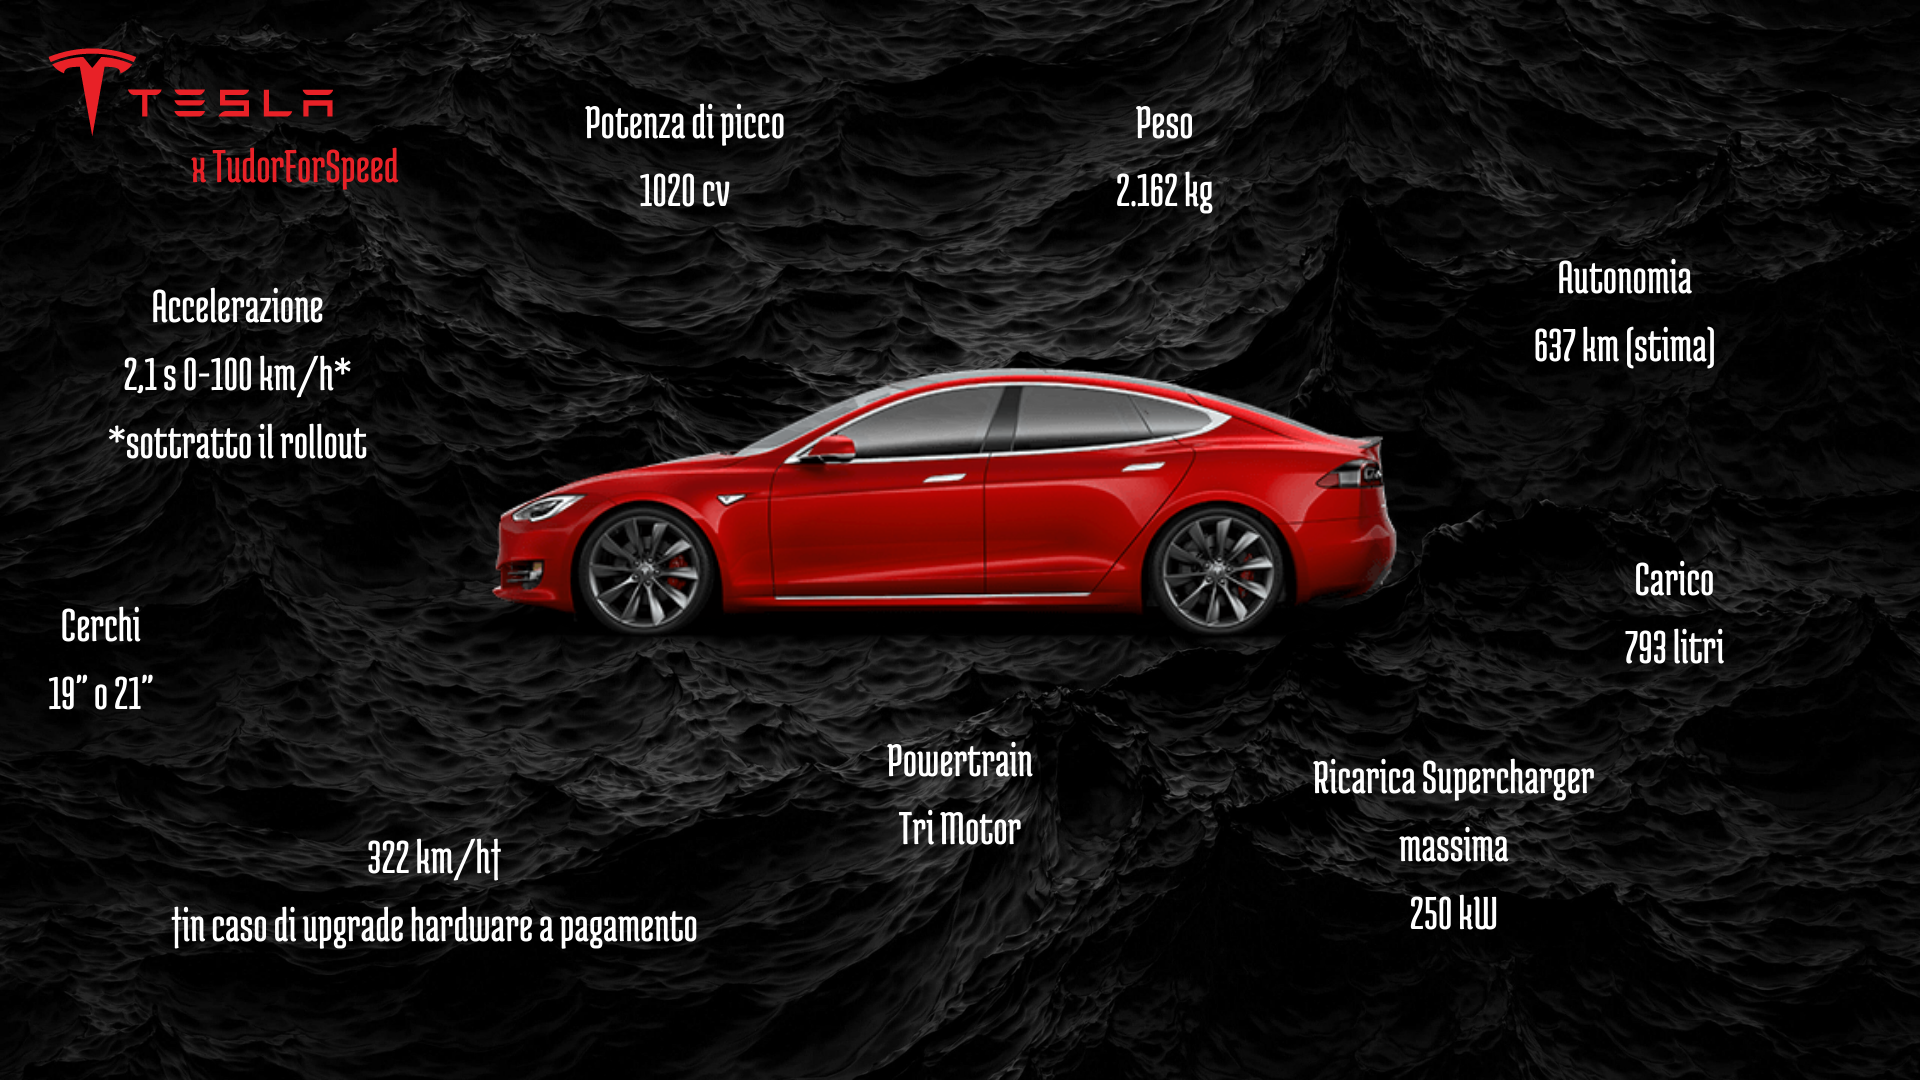 TESLA
x TudorForSpeed
Potenza di picco
1020 cv
Peso
2.162 kg
Autonomia
637 km (stima)
Accelerazione
2,1 s 0-100 km/h*
*sottratto il rollout
Carico
793 litri
Cerchi
19” o 21”
Powertrain
Tri Motor
Ricarica Supercharger
massima
250 kW
322 km/h†
†in caso di upgrade hardware a pagamento